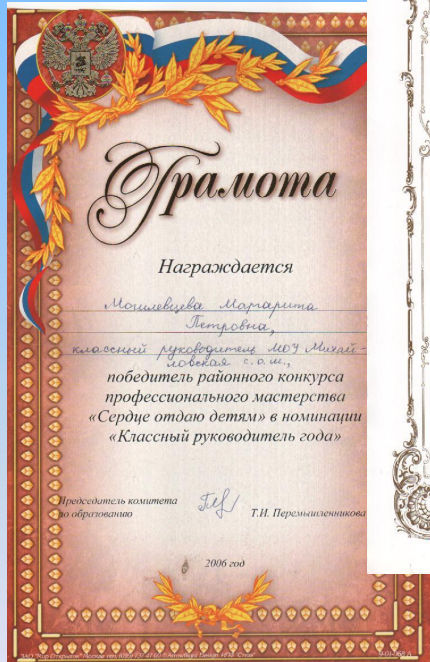 Грамота
Награждается
Могилевцева Маргарита
Петровна,
классный руководитель МОУ Михай-
ловская с.о.ш.,
победитель районного конкурса
профессионального мастерства
«Сердце отдаю детям» в номинации
«Классный руководитель года»
Председатель комитета
по образованию
Т.И. Перемышленникова
2006 год